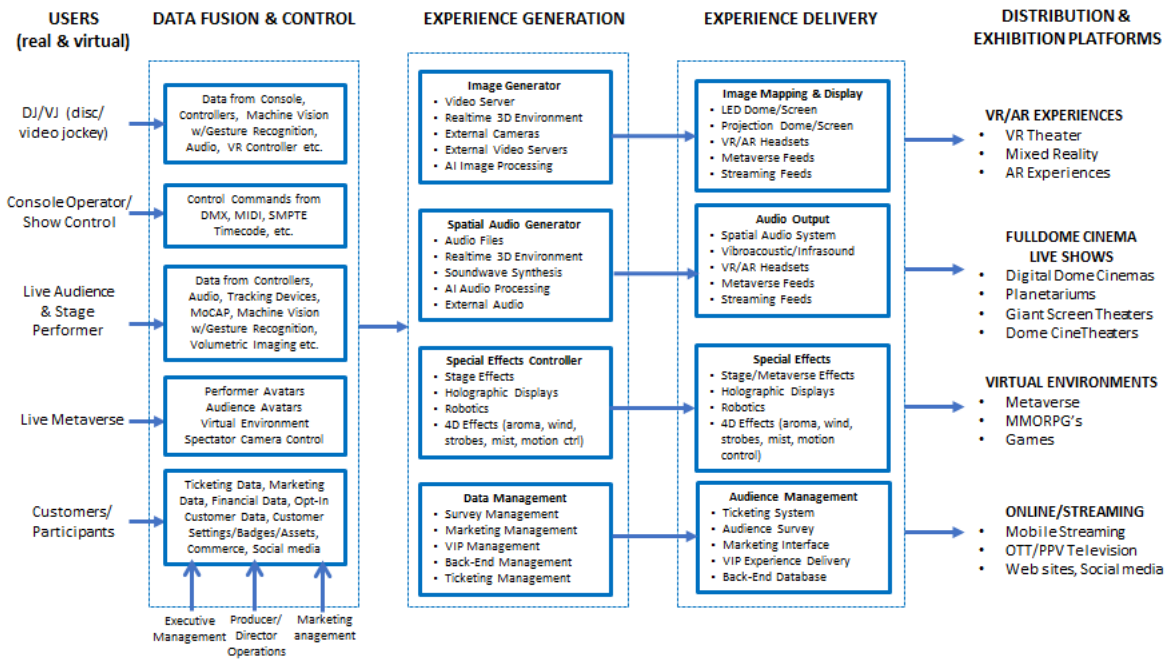 USERS
(real & virtual)
DJ/VJ (disc/
video jockey)
Console Operator/
Show Control
Live Audience
& Stage
Performer
Live Metaverse
Customers/
Participants
DATA FUSION & CONTROL
Data from Console,
Controllers, Machine Vision
w/Gesture Recognition,
Audio, VR Controller etc.
Control Commands from
DMX, MIDI, SMPTE
Timecode, etc.
Data from Controllers,
Audio, Tracking Devices,
MoCAP, Machine Vision
w/Gesture Recognition,
Volumetric Imaging etc.
Performer Avatars
Audience Avatars
Virtual Environment
Spectator Camera Control
Ticketing Data, Marketing
Data, Financial Data, Opt-In
Customer Data, Customer
Settings/Badges/Assets,
Commerce, Social media
Executive
Management
Producer/
Director
Operations
Marketing
anagement
EXPERIENCE GENERATION
Image Generator
• Video Server
• Realtime 3D Environment
• External Cameras
• External Video Servers
• AI Image Processing
Spatial Audio Generator
• Audio Files
• Realtime 3D Environment
• Soundwave Synthesis
• AI Audio Processing
• External Audio
Special Effects Controller
• Stage Effects
• Holographic Displays
• Robotics
• 4D Effects (aroma, wind,
strobes, mist, motion ctrl)
Data Management
• Survey Management
• Marketing Management
• VIP Management
• Back-End Management
• Ticketing Management
EXPERIENCE DELIVERY
Image Mapping & Display
• LED Dome/Screen
• Projection Dome/Screen
• VR/AR Headsets
• Metaverse Feeds
• Streaming Feeds
Audio Output
• Spatial Audio System
• Vibroacoustic/Infrasound
• VR/AR Headsets
• Metaverse Feeds
• Streaming Feeds
Special Effects
• Stage/Metaverse Effects
• Holographic Displays
• Robotics
• 4D Effects (aroma, wind,
strobes, mist, motion
control)
Audience Management
• Ticketing System
• Audience Survey
• Marketing Interface
• VIP Experience Delivery
• Back-End Database
DISTRIBUTION &
EXHIBITION PLATFORMS
VR/AR EXPERIENCES
• VR Theater
• Mixed Reality
• AR Experiences
FULLDOME CINEMA
LIVE SHOWS
• Digital Dome Cinemas
• Planetariums
• Giant Screen Theaters
• Dome CineTheaters
VIRTUAL ENVIRONMENTS
• Metaverse
• MMORPG's
• Games
ONLINE/STREAMING
• Mobile Streaming
• OTT/PPV Television
• Web sites, Social media